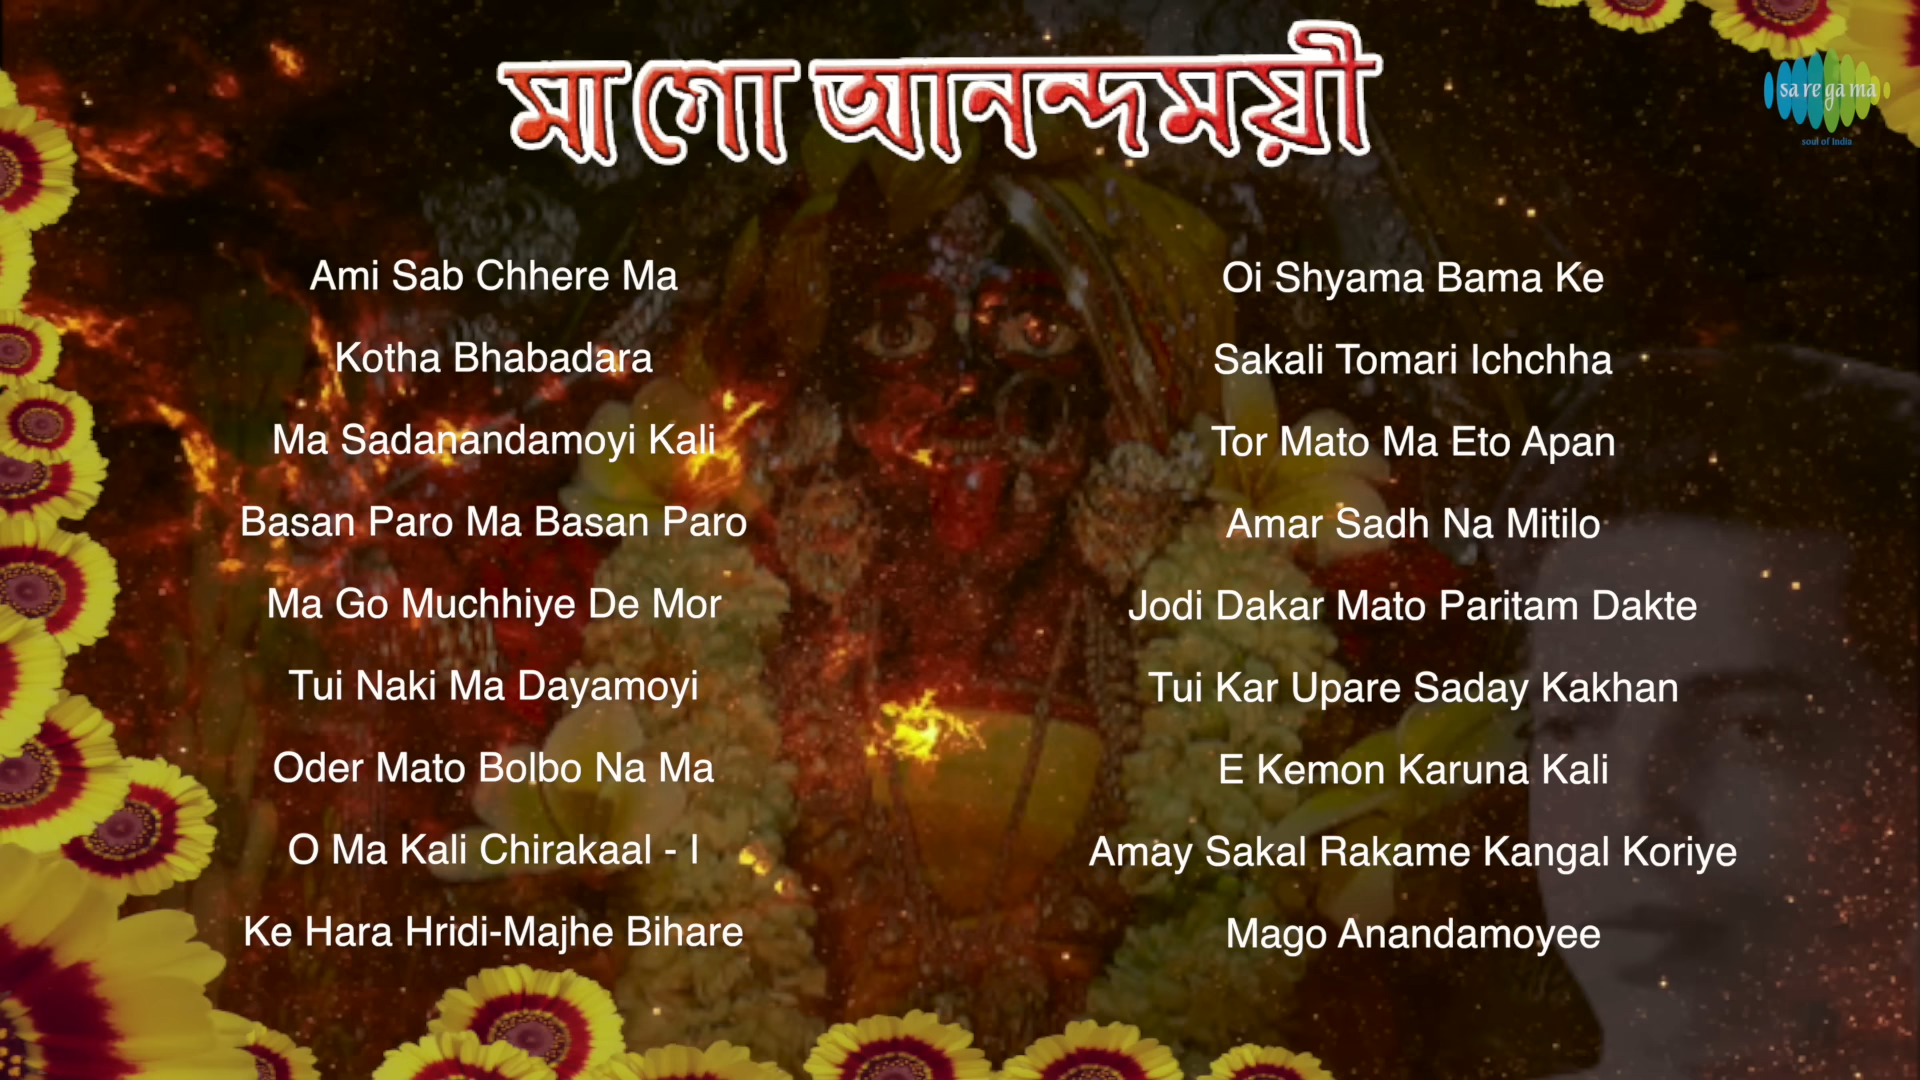 মা গো আনন্দময়ী
sa re ga ma
soul of India
Ami Sab Chhere Ma
Kotha Bhabadara
Ma Sadanandamoyi Kali
Basan Paro Ma Basan Paro
Ma Go Muchhiye De Mor
Tui Naki Ma Dayamoyi
Oder Mato Bolbo Na Ma
O Ma Kali Chirakaal - I
Ke Hara Hridi-Majhe Bihare
Oi Shyama Bama Ke
Sakali Tomari Ichchha
Tor Mato Ma Eto Apan
Amar Sadh Na Mitilo
Jodi Dakar Mato Paritam Dakte
Tui Kar Upare Saday Kakhan
E Kemon Karuna Kali
Amay Sakal Rakame Kangal Koriye
Mago Anandamoyee